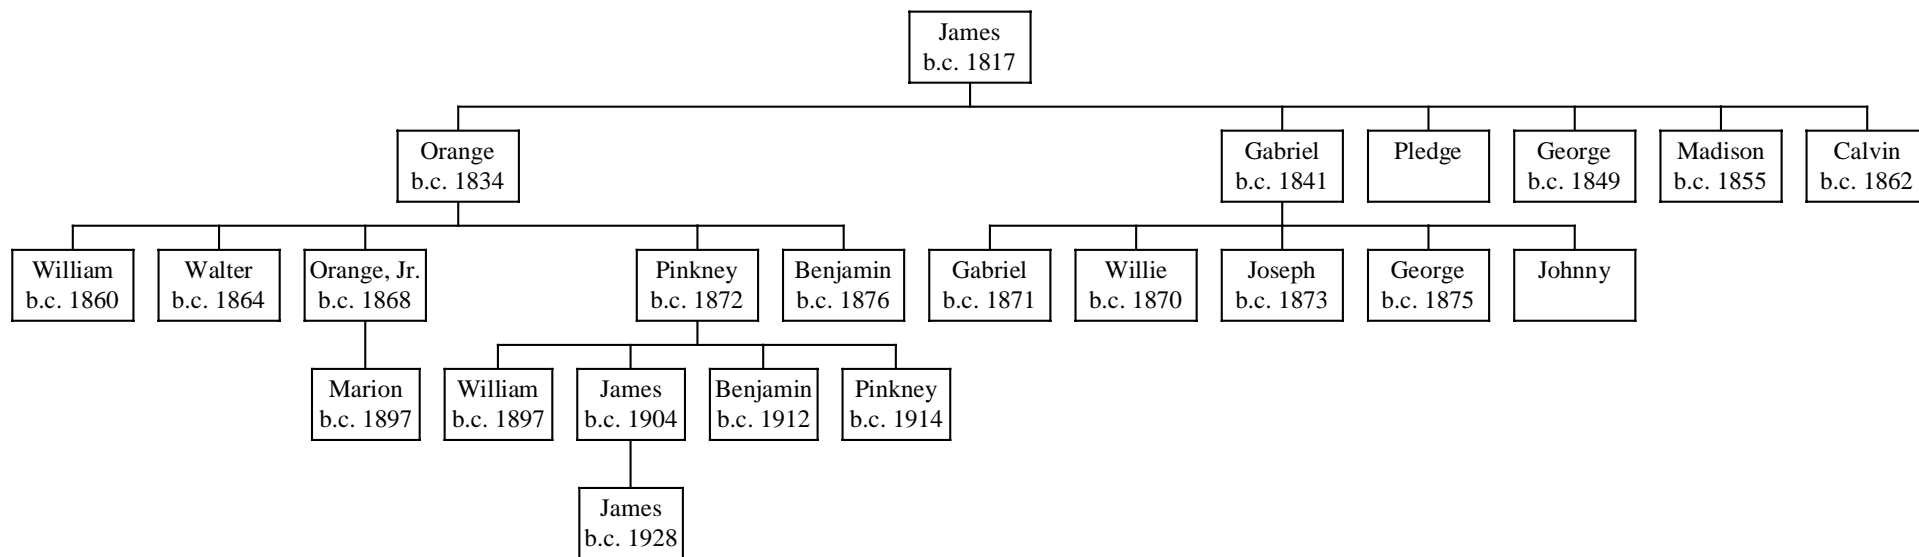 James
b.c. 1817
Orange
b.c. 1834
Gabriel
b.c. 1841
Pledge
George
b.c. 1849
Madison
b.c. 1855
Calvin
b.c. 1862
William
b.c. 1860
Walter
b.c. 1864
Orange, Jr.
b.c. 1868
Pinkney
b.c. 1872
Benjamin
b.c. 1876
Gabriel
b.c. 1871
Willie
b.c. 1870
Joseph
b.c. 1873
George
b.c. 1875
Johnny
Marion
b.c. 1897
William
b.c. 1897
James
b.c. 1904
Benjamin
b.c. 1912
Pinkney
b.c. 1914
James
b.c. 1928